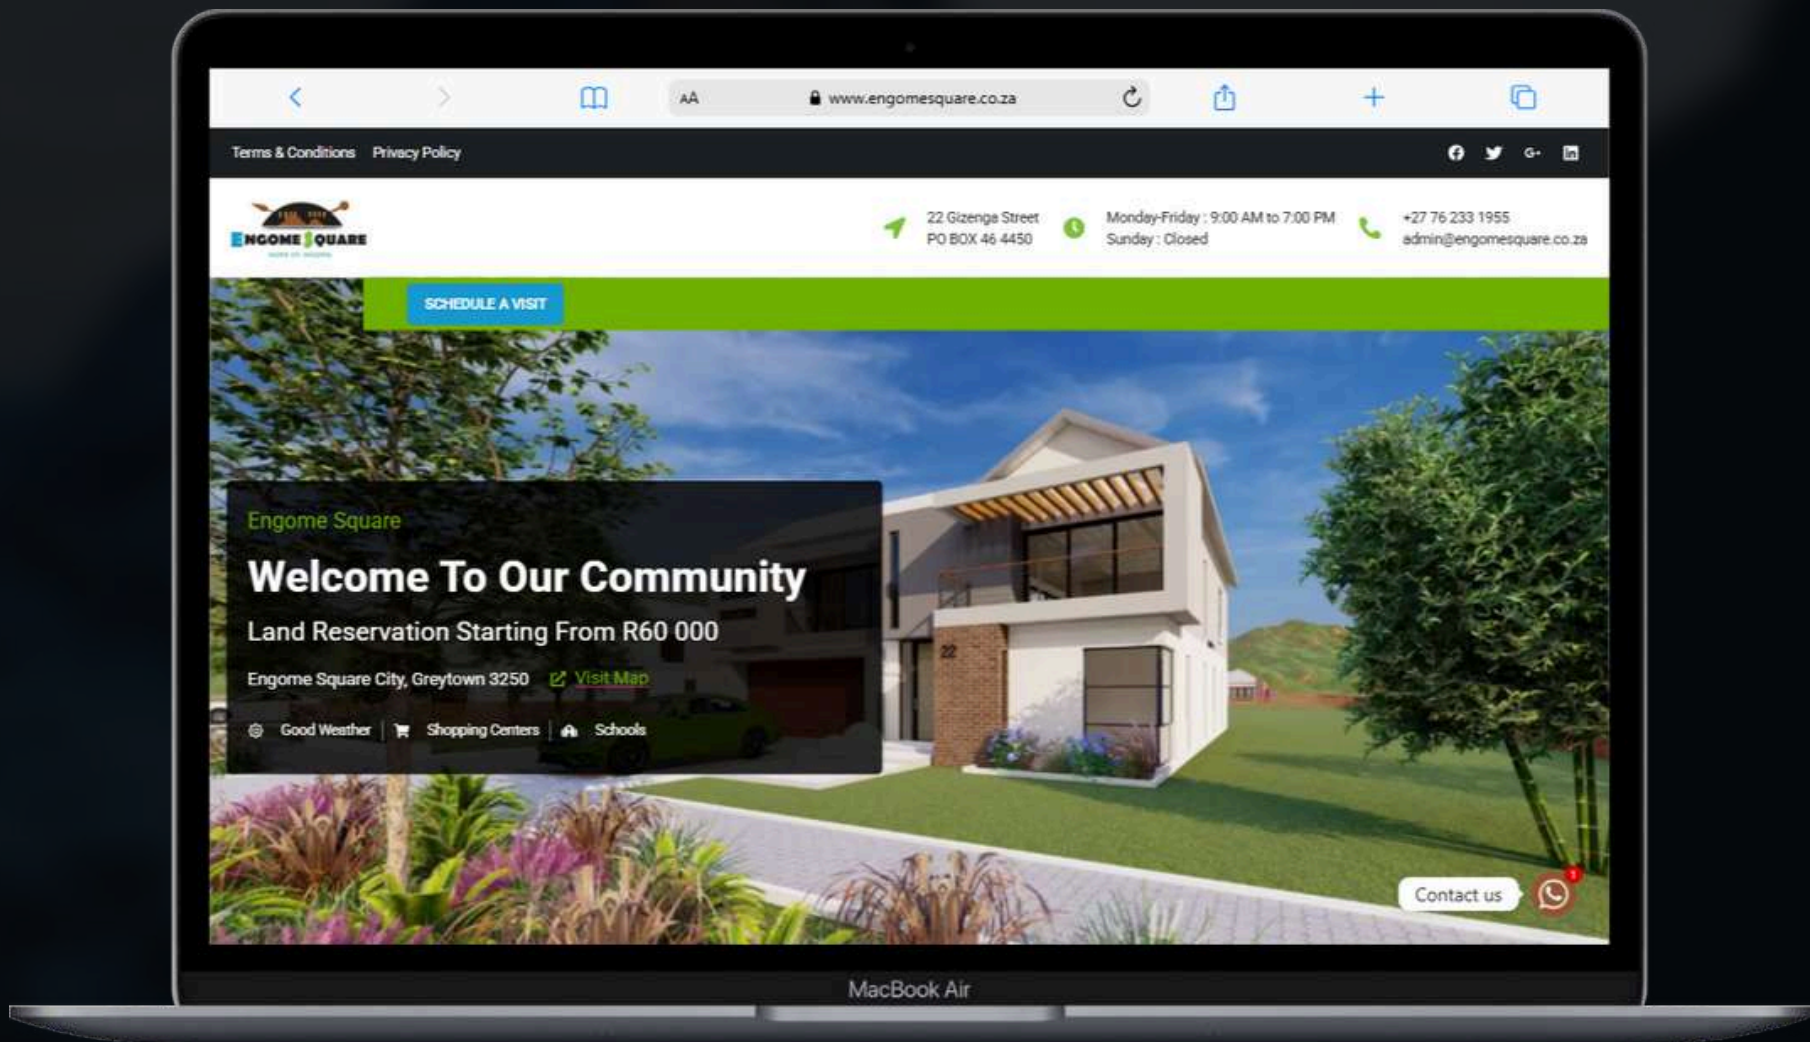 AA
www.engomesquare.co.za
Terms & Conditions Privacy Policy
G+
in
ENGOME SQUARE
22 Gizenga Street
PO BOX 46 4450
Monday-Friday : 9:00 AM to 7:00 PM
Sunday : Closed
+27 76 233 1955
admin@engomesquare.co.za
SCHEDULE A VISIT
Engome Square
Welcome To Our Community
Land Reservation Starting From R60 000
Engome Square City, Greytown 3250 Visit Map
Good Weather Shopping Centers Schools
22
Contact us
1
MacBook Air